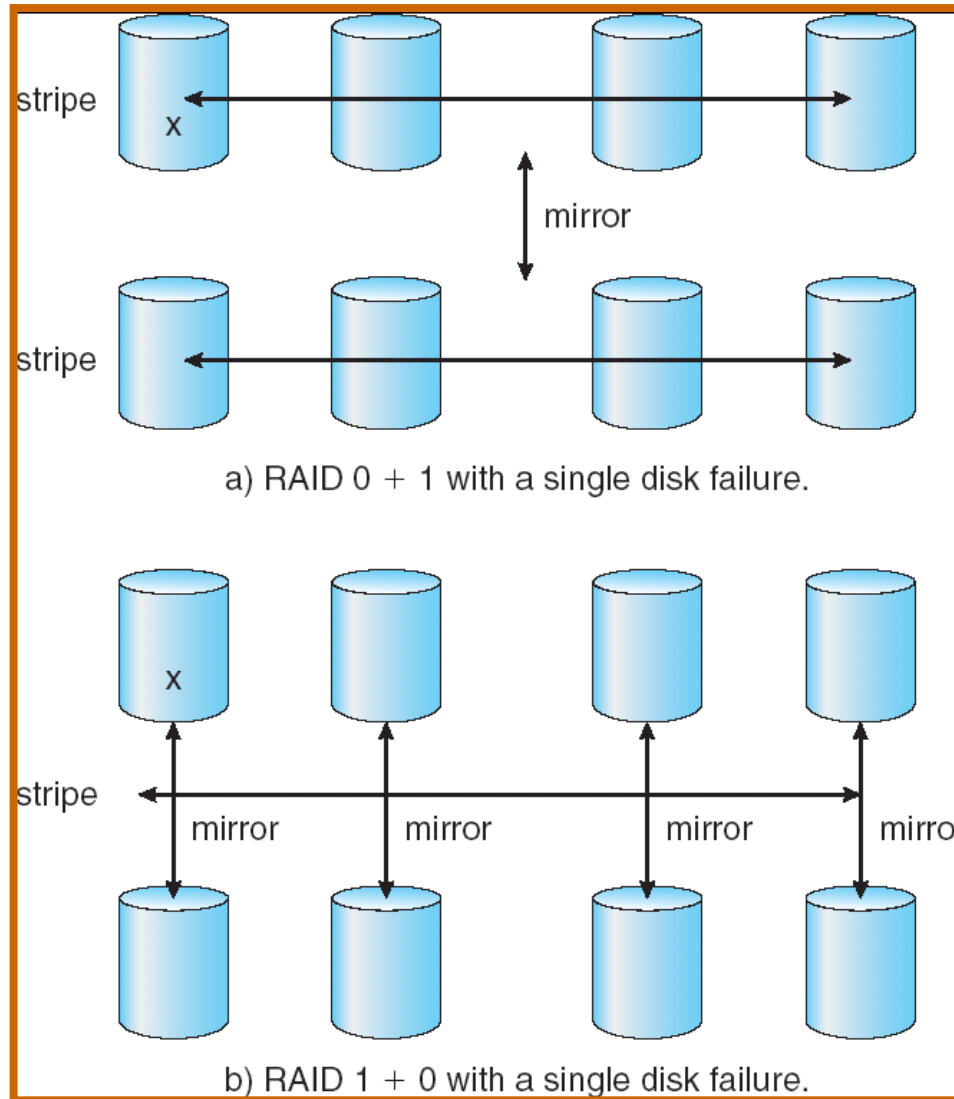 stripe
x
mirror
stripe
a) RAID 0 + 1 with a single disk failure.
x
stripe
mirror mirror mirror mirro
b) RAID 1 + 0 with a single disk failure.